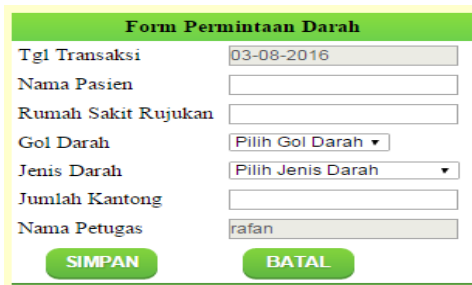 Form Permintaan Darah
Tgl Transaksi 03-08-2016
Nama Pasien
Rumah Sakit Rujukan
Gol Darah Pilih Gol Darah
Jenis Darah Pilih Jenis Darah
Jumlah Kantong
Nama Petugas rafan
SIMPAN BATAL